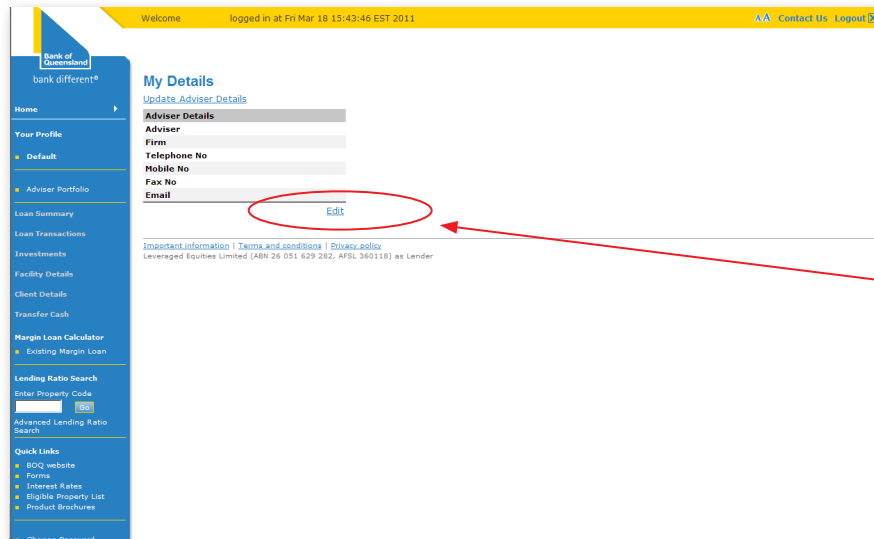 Welcome logged in at Fri Mar 18 15:43:46 EST 2011
AA Contact Us Logout
Bank of
Queensland
bank different®
Home
Your Profile
Default
Adviser Portfolio
Loan Summary
Loan Transactions
Investments
Facility Details
Client Details
Transfer Cash
Margin Loan Calculator
Existing Margin Loan
Lending Ratio Search
Enter Property Code
Go
Advanced Lending Ratio
Search
Quick Links
BOQ website
Forms
Interest Rates
Eligible Property List
Product Brochures
Change Password
My Details
Update Adviser Details
Adviser Details
Adviser
Firm
Telephone No
Mobile No
Fax No
Email
Edit
Important information | Terms and conditions | Privacy policy
Leveraged Equities Limited (ABN 26 051 629 282, AFSL 360118) as Lender